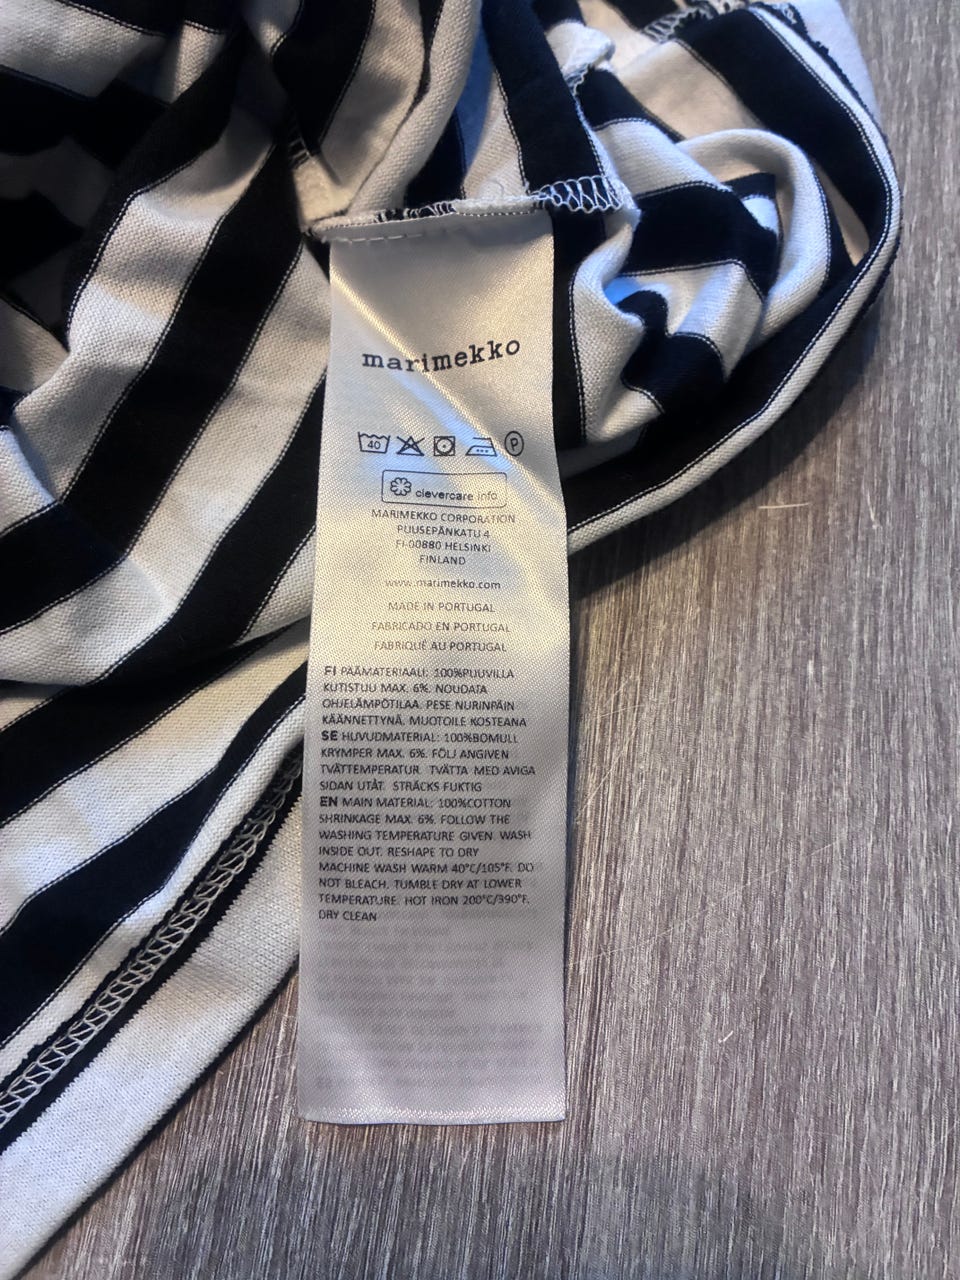 marimekko
40 P
clevercare info
MARIMEKKO CORPORATION
PUUSEPÄNKATU 4
FI-00880 HELSINKI
FINLAND
www.marimekko.com
MADE IN PORTUGAL
FABRICADO EN PORTUGAL
FABRIQUÉ AU PORTUGAL
FI PÄÄMATERIAALI: 100%PUUVILLA
KUTISTUU MAX. 6%. NOUDATA
OHJELÄMPÖTILAA. PESE NURINPÄIN
KÄÄNNETTYNÄ. MUOTOILE KOSTEANA
SE HUVUDMATERIAL: 100%BOMULL
KRYMPER MAX. 6%. FÖLJ ANGIVEN
TVÄTTEMPERATUR. TVÄTTA MED AVIGA
SIDAN UTÅT. STRÄCKS FUKTIG
EN MAIN MATERIAL: 100%COTTON
SHRINKAGE MAX. 6%. FOLLOW THE
WASHING TEMPERATURE GIVEN. WASH
INSIDE OUT. RESHAPE TO DRY
MACHINE WASH WARM 40°C/105°F. DO
NOT BLEACH. TUMBLE DRY AT LOWER
TEMPERATURE. HOT IRON 200°C/390°F.
DRY CLEAN